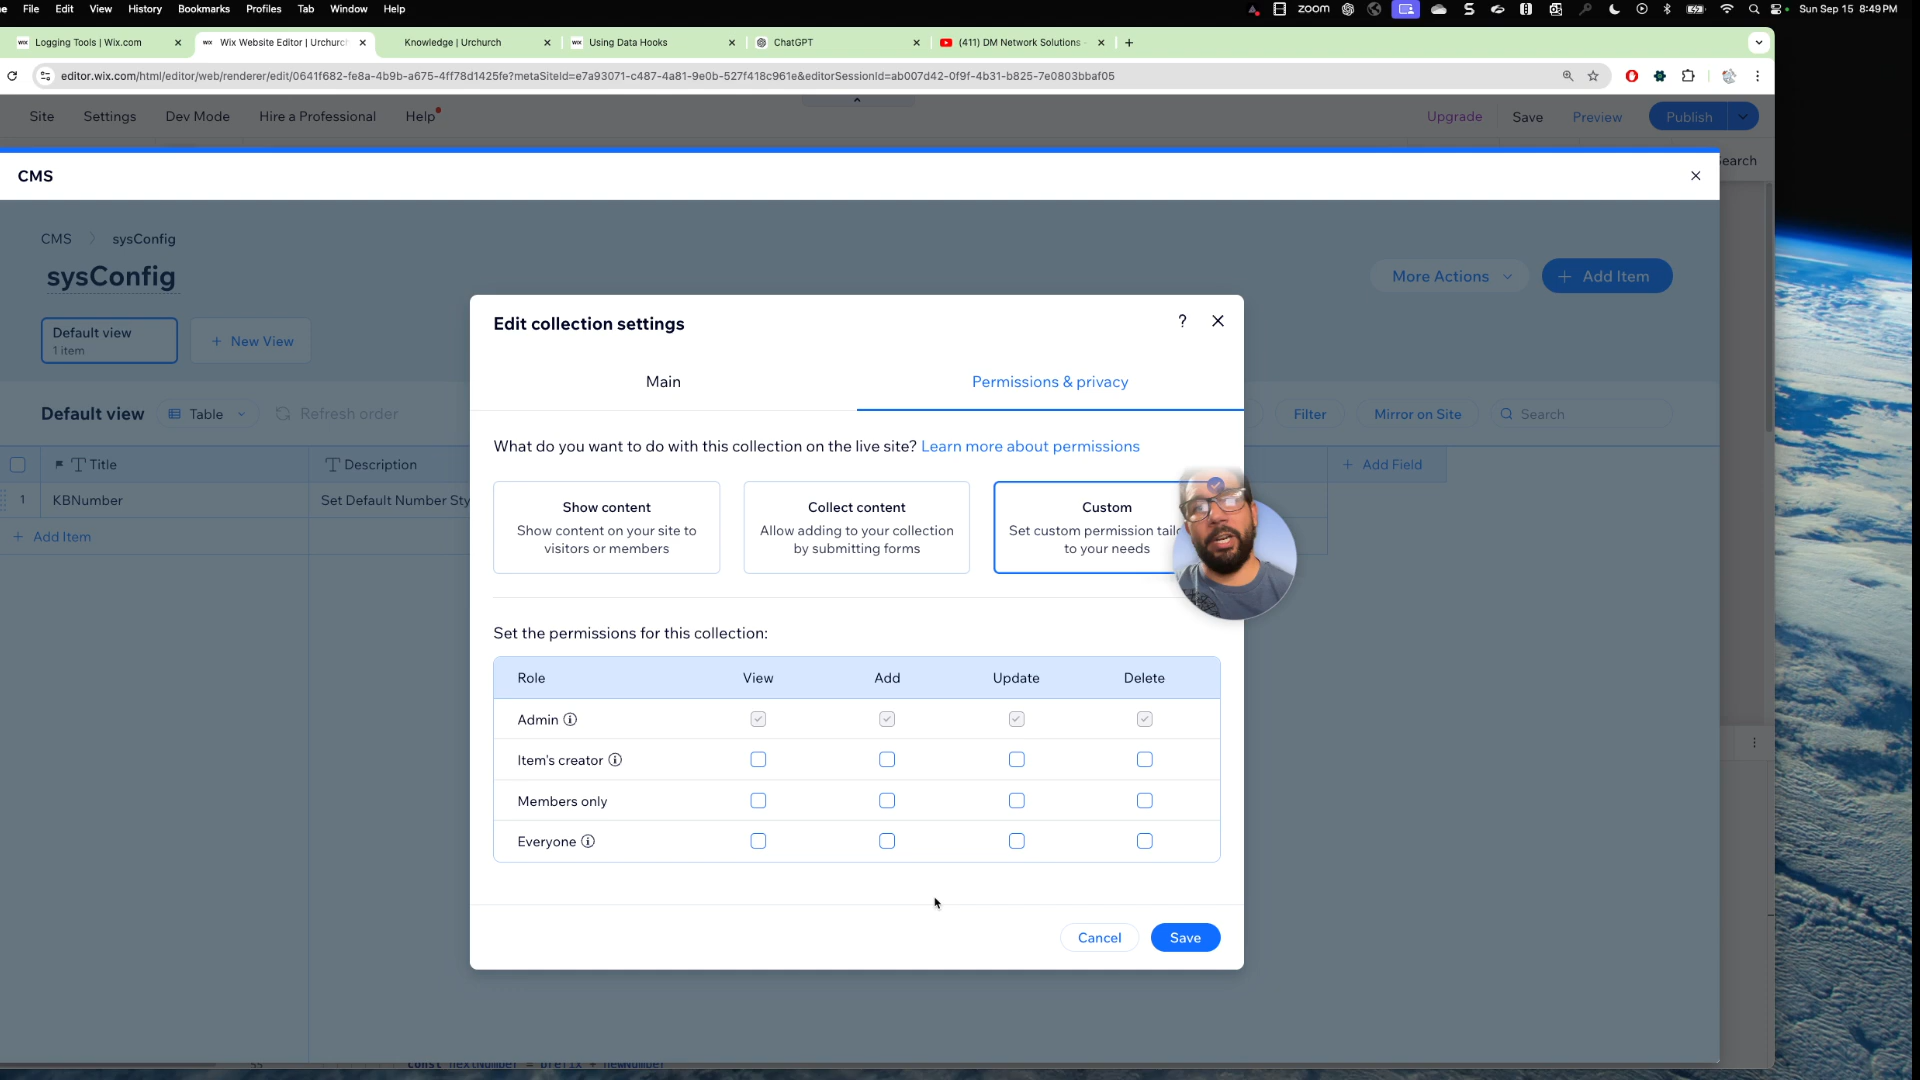 File Edit View History Bookmarks Profiles Tab Window Help
zoom
Sun Sep 15 8:49 PM
Logging Tools | Wix.com
Wix Website Editor | Urchurch
Knowledge | Urchurch
Using Data Hooks
ChatGPT
(411) DM Network Solutions -
editor.wix.com/html/editor/web/renderer/edit/0641f682-fe8a-4b9b-a675-4ff78d1425fe?metaSiteId=e7a93071-c487-4a81-9e0b-527f418c961e&editorSessionId=ab007d42-0f9f-4b31-b825-7e0803bbaf05
Site Settings Dev Mode Hire a Professional Help
Upgrade Save Preview Publish
earch
CMS
CMS > sysConfig
sysConfig
More Actions
+ Add Item
Default view
1 item
+ New View
Default view
Table
Refresh order
Filter
Mirror on Site
Search
Title
Description
+ Add Field
1 KBNumber Set Default Number Sty
+ Add Item
Edit collection settings
?
Main
Permissions & privacy
What do you want to do with this collection on the live site? Learn more about permissions
Show content
Show content on your site to
visitors or members
Collect content
Allow adding to your collection
by submitting forms
Custom
Set custom permission tail
to your needs
Set the permissions for this collection:
Role View Add Update Delete
Admin
Item's creator
Members only
Everyone
Cancel
Save
55 const nextNumber = prefix + newNumber